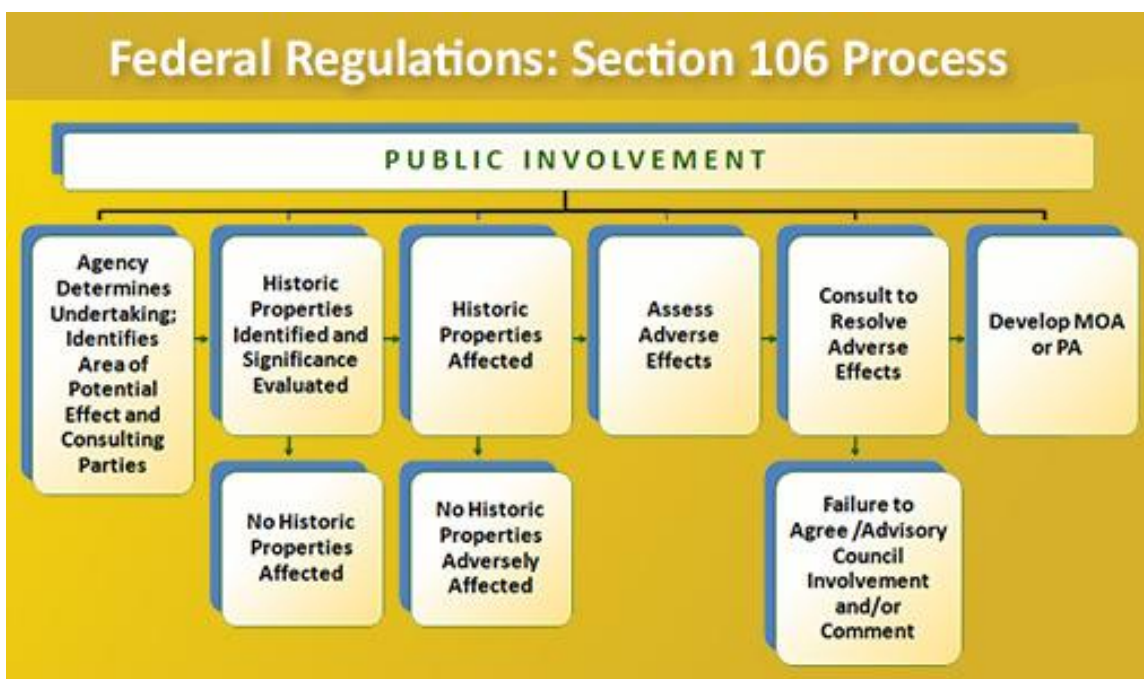 Federal Regulations: Section 106 Process
PUBLIC INVOLVEMENT
Agency
Determines
Undertaking;
Identifies
Area of
Potential
Effect and
Consulting
Parties
Historic
Properties
Identified and
Significance
Evaluated
Historic
Properties
Affected
Assess
Adverse
Effects
Consult to
Resolve
Adverse
Effects
Develop MOA
or PA
No Historic
Properties
Affected
No Historic
Properties
Adversely
Affected
Failure to
Agree /Advisory
Council
Involvement
and/or
Comment